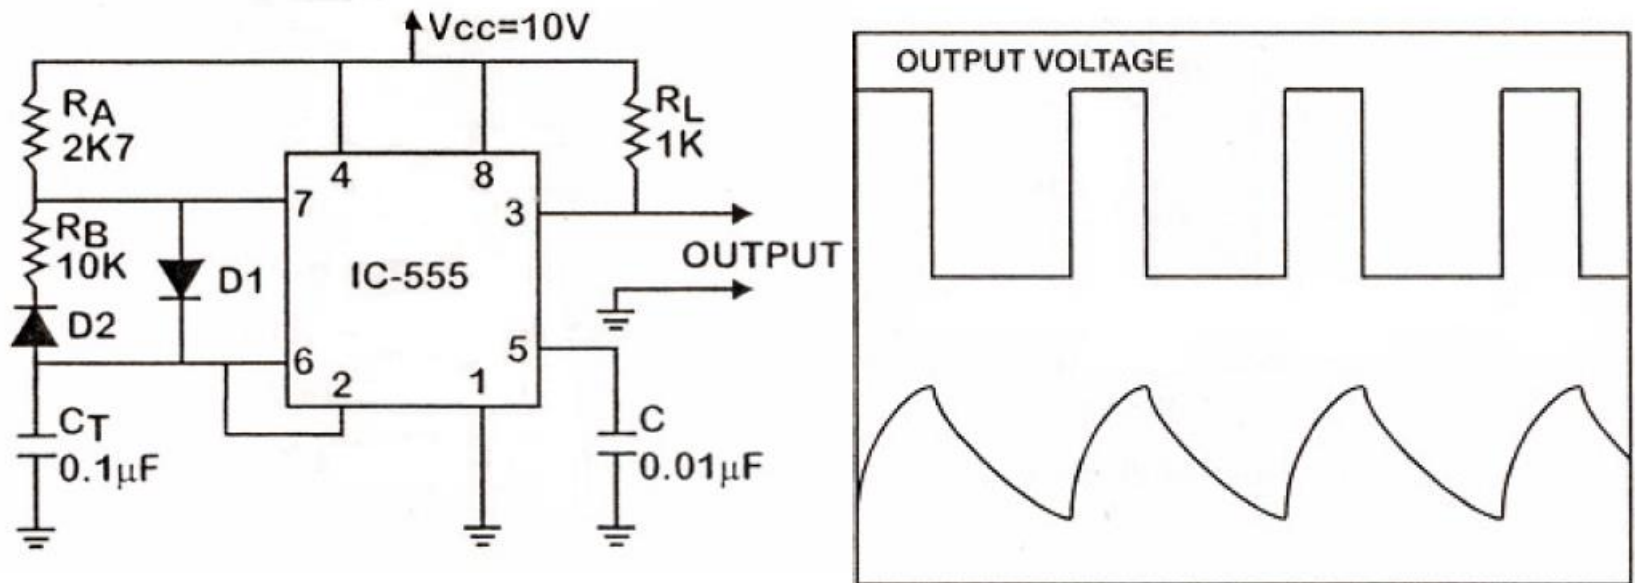 Vcc=10V
RA
2K7
RB
10K
D2
D1
CT
0.1µF
4
8
7
3
IC-555
6
2
1
5
RL
1K
OUTPUT
C
0.01µF
OUTPUT VOLTAGE